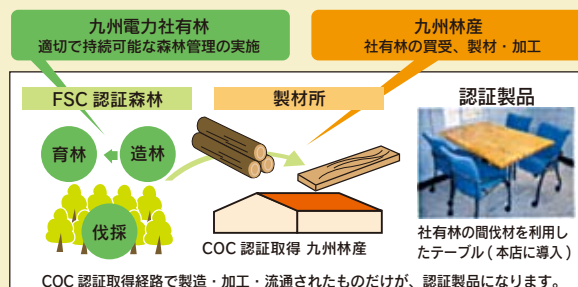 九州電力社有林
適切で持続可能な森林管理の実施
九州林産
社有林の買受、製材・加工
FSC 認証森林
製材所
認証製品
育林
造林
伐採
COC 認証取得 九州林産
社有林の間伐材を利用し
たテーブル ( 本店に導入 )
COC 認証取得経路で製造・加工・流通されたものだけが、認証製品になります。